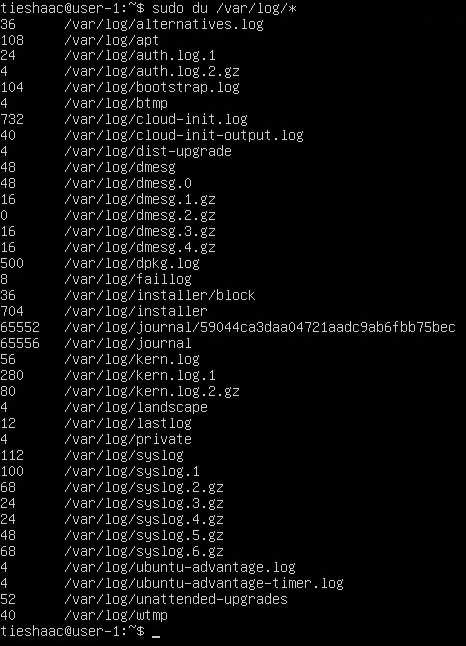 tieshaac@user-1:~$ sudo du /var/log/*
36 /var/log/alternatives.log
108 /var/log/apt
24 /var/log/auth.log.1
4 /var/log/auth.log.2.gz
104 /var/log/bootstrap.log
4 /var/log/btmp
732 /var/log/cloud-init.log
40 /var/log/cloud-init-output.log
4 /var/log/dist-upgrade
48 /var/log/dmesg
48 /var/log/dmesg.0
16 /var/log/dmesg.1.gz
0 /var/log/dmesg.2.gz
16 /var/log/dmesg.3.gz
16 /var/log/dmesg.4.gz
500 /var/log/dpkg.log
8 /var/log/faillog
36 /var/log/installer/block
704 /var/log/installer
65552 /var/log/journal/59044ca3daa04721aadc9ab6fbb75bec
65556 /var/log/journal
56 /var/log/kern.log
280 /var/log/kern.log.1
80 /var/log/kern.log.2.gz
4 /var/log/landscape
12 /var/log/lastlog
4 /var/log/private
112 /var/log/syslog
100 /var/log/syslog.1
68 /var/log/syslog.2.gz
24 /var/log/syslog.3.gz
24 /var/log/syslog.4.gz
48 /var/log/syslog.5.gz
68 /var/log/syslog.6.gz
4 /var/log/ubuntu-advantage.log
4 /var/log/ubuntu-advantage-timer.log
52 /var/log/unattended-upgrades
40 /var/log/wtmp
tieshaac@user-1:~$ _